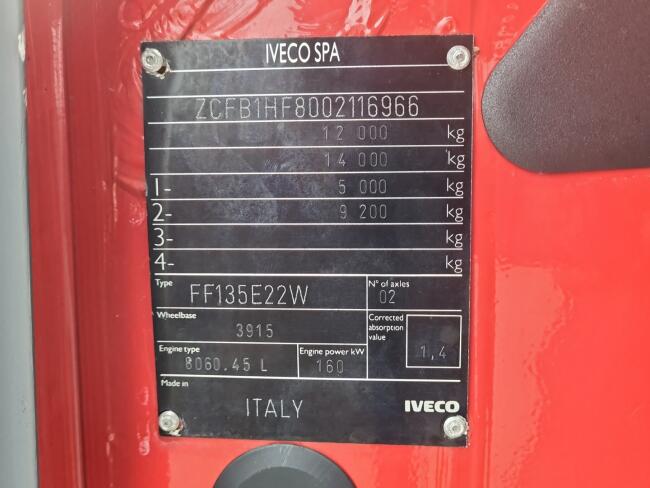 IVECO SPA
ZCFB1HF8002116966
12 000 kg
14 000 kg
1- 5 000 kg
2- 9 200 kg
3- kg
4- kg
Type FF135E22W N° of axles 02
Wheelbase 3915 Corrected absorption value 1,4
Engine type 8060.45 L Engine power kW 160
Made in ITALY IVECO